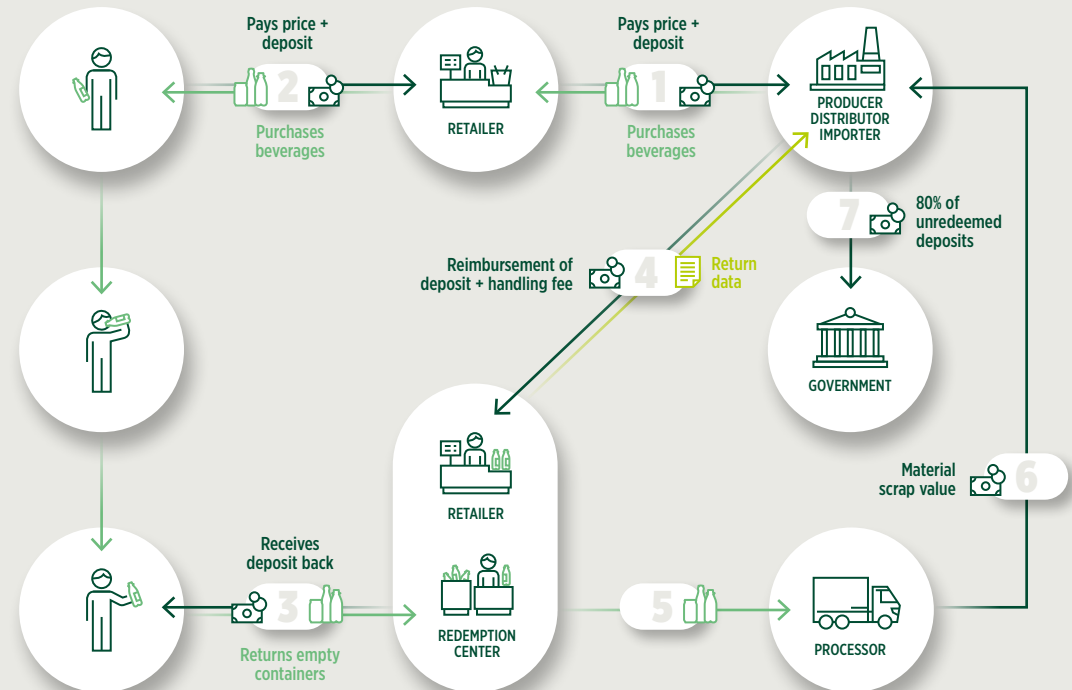 Pays price +
deposit
2
Purchases
beverages
RETAILER
Pays price +
deposit
1
Purchases
beverages
PRODUCER
DISTRIBUTOR
IMPORTER
7
80% of
unredeemed
deposits
Reimbursement of
deposit + handling fee
4
Return
data
GOVERNMENT
Material
scrap value
6
RETAILER
Receives
deposit back
3
Returns empty
containers
REDEMPTION
CENTER
5
PROCESSOR